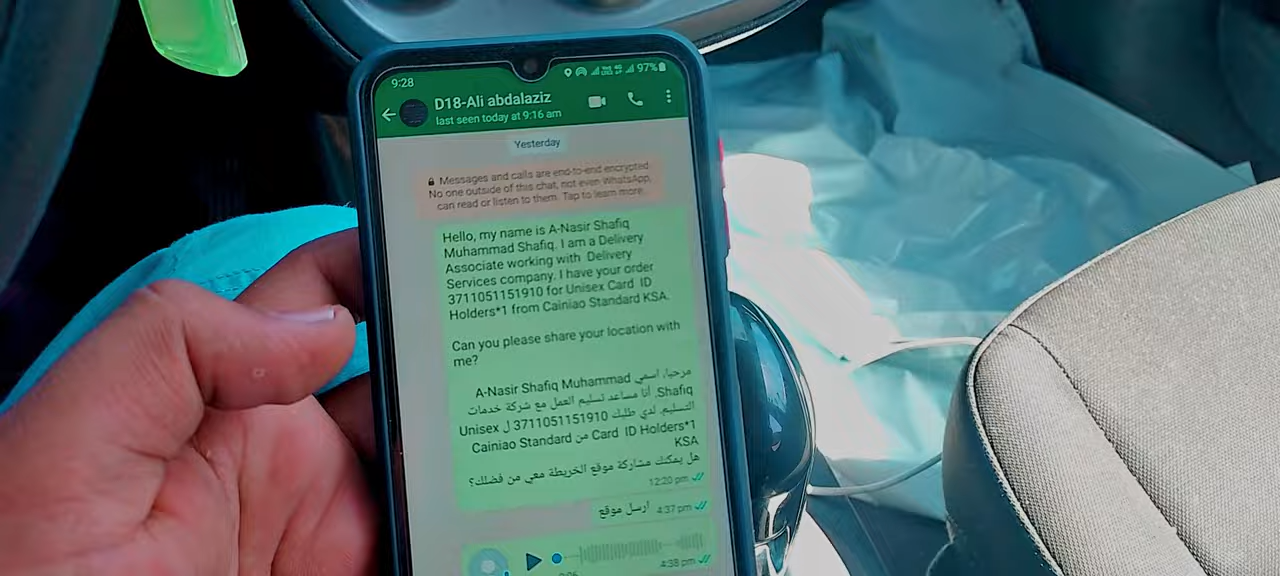 9:28
97%
D18-Ali abdalaziz
last seen today at 9:16 am
Yesterday
Messages and calls are end-to-end encrypted.
No one outside of this chat, not even WhatsApp,
can read or listen to them. Tap to learn more.
Hello, my name is A-Nasir Shafiq
Muhammad Shafiq. I am a Delivery
Associate working with Delivery
Services company. I have your order
3711051151910 for Unisex Card ID
Holders*1 from Cainiao Standard KSA.
Can you please share your location with
me?
مرحبا، اسمي A-Nasir Shafiq Muhammad
Shafiq. أنا مساعد تسليم العمل مع شركة خدمات
التسليم. لدي طلبك 3711051151910 ل Unisex
Card ID Holders*1 من Cainiao Standard
KSA
هل يمكنك مشاركة موقع الخريطة معي من فضلك؟
12:20 pm
أرسل موقع 4:37 pm
0:06 4:38 pm